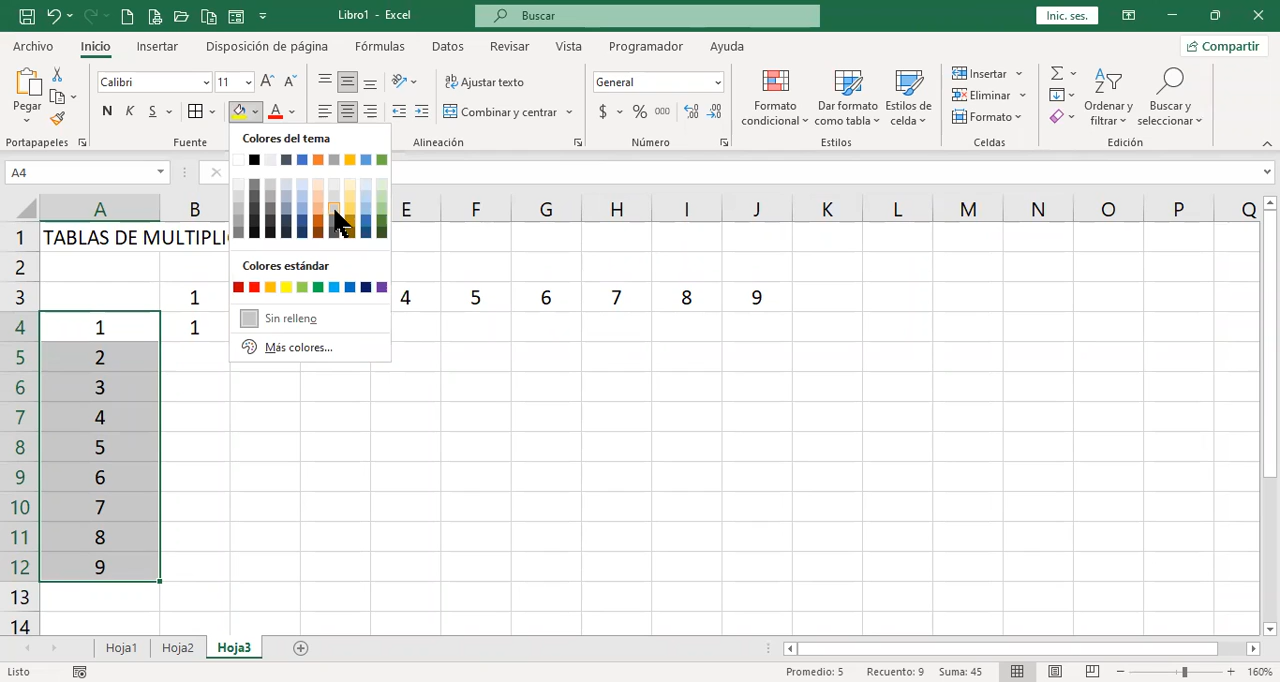 Libro1 - Excel
Buscar
Inic. ses.
Archivo Inicio Insertar Disposición de página Fórmulas Datos Revisar Vista Programador Ayuda
Compartir
Pegar
Calibri 11
N K S
A A
ab Ajustar texto
Combinar y centrar
General
$ % 000
Formato condicional
Dar formato como tabla
Estilos de celda
Insertar
Eliminar
Formato
Ordenar y filtrar
Buscar y seleccionar
Portapapeles Fuente Alineación Número Estilos Celdas Edición
A4
Colores del tema
Colores estándar
Sin relleno
Más colores...
A B E F G H I J K L M N O P Q
1 TABLAS DE MULTIPLI
2
3 1 4 5 6 7 8 9
4 1 1
5 2
6 3
7 4
8 5
9 6
10 7
11 8
12 9
13
14
Hoja1 Hoja2 Hoja3
Listo
Promedio: 5 Recuento: 9 Suma: 45
160%